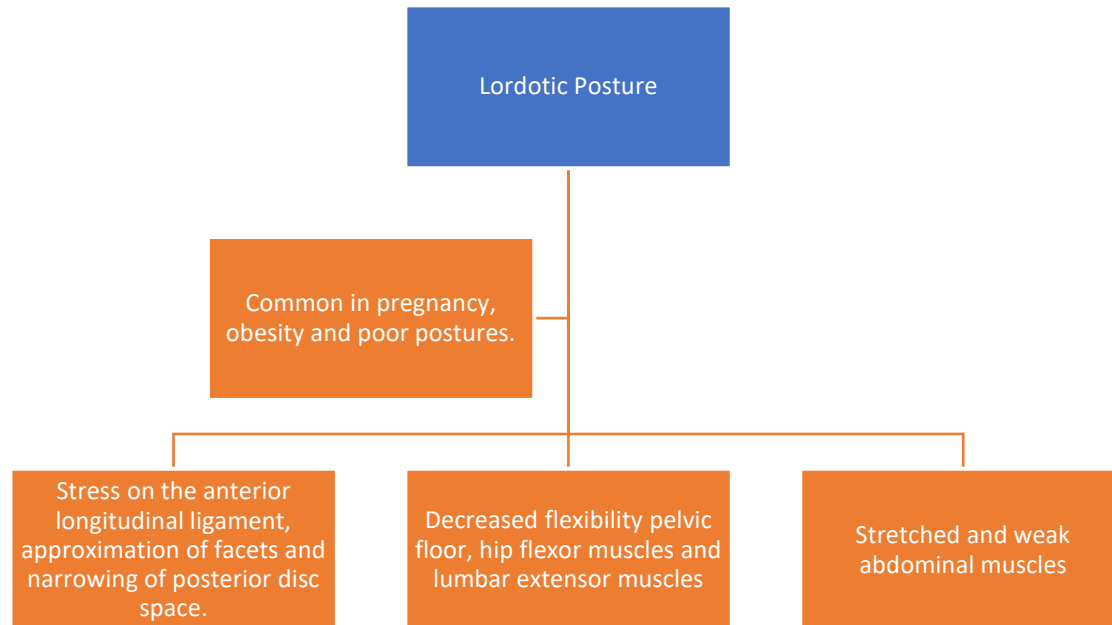 Lordotic Posture
Common in pregnancy,
obesity and poor postures.
Stress on the anterior
longitudinal ligament,
approximation of facets and
narrowing of posterior disc
space.
Decreased flexibility pelvic
floor, hip flexor muscles and
lumbar extensor muscles
Stretched and weak
abdominal muscles